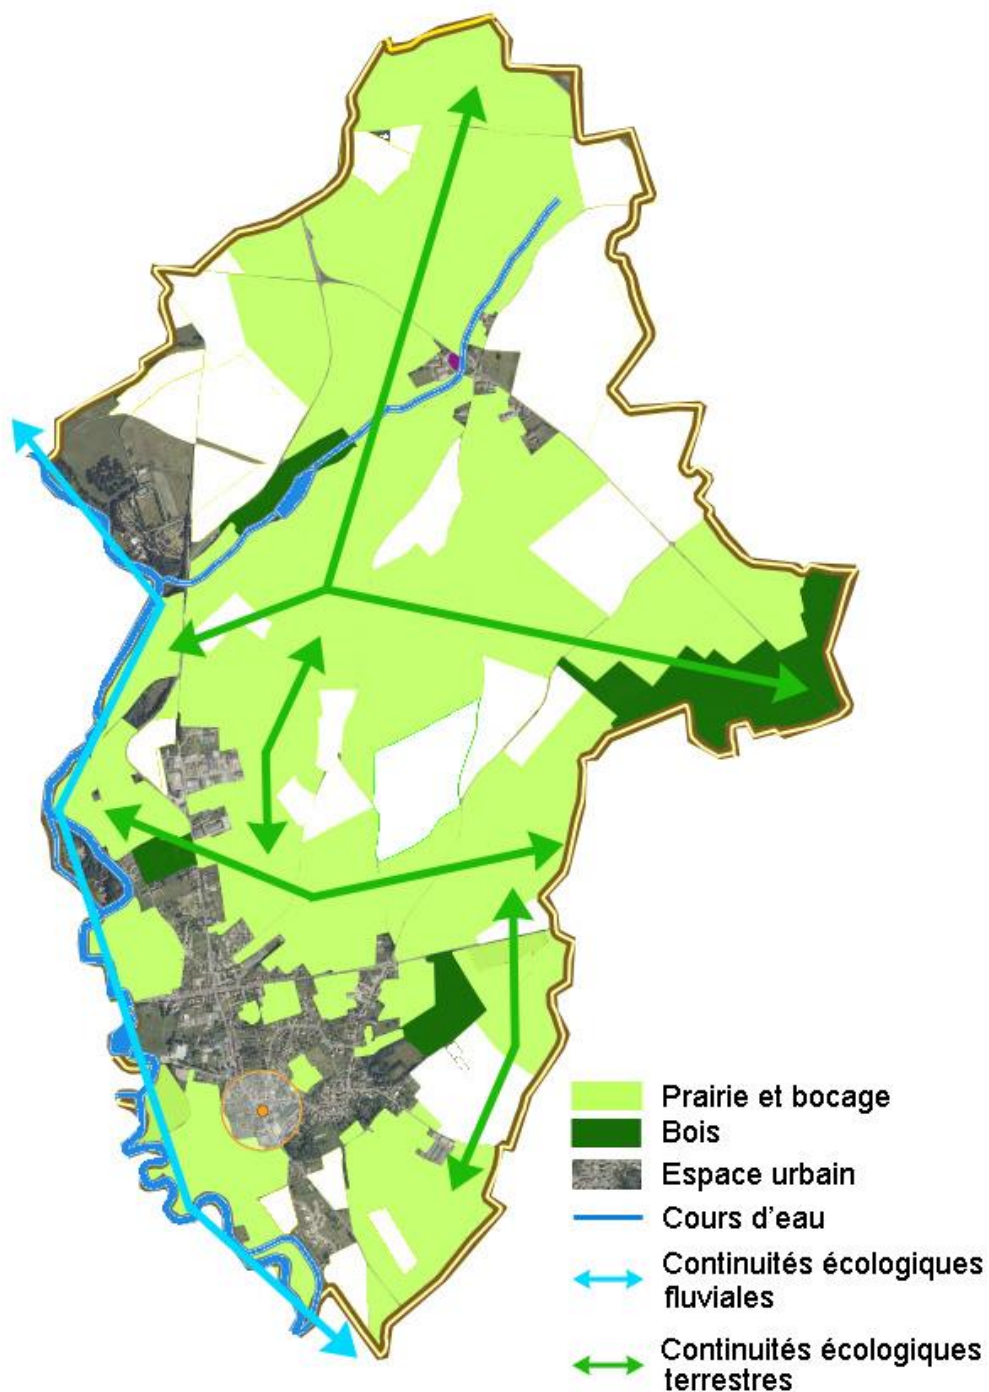 Prairie et bocage
Bois
Espace urbain
Cours d'eau
Continuités écologiques
fluviales
Continuités écologiques
terrestres